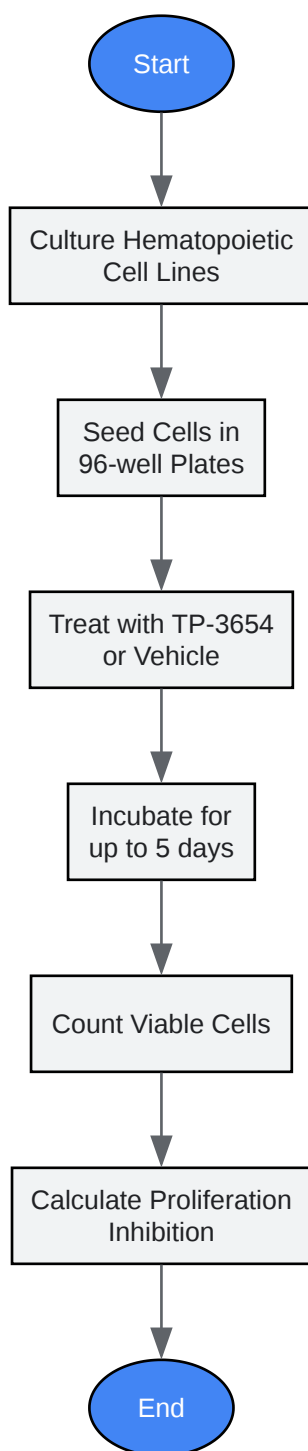 Start
Culture Hematopoietic
Cell Lines
Seed Cells in
96-well Plates
Treat with TP-3654
or Vehicle
Incubate for
up to 5 days
Count Viable Cells
Calculate Proliferation
Inhibition
End